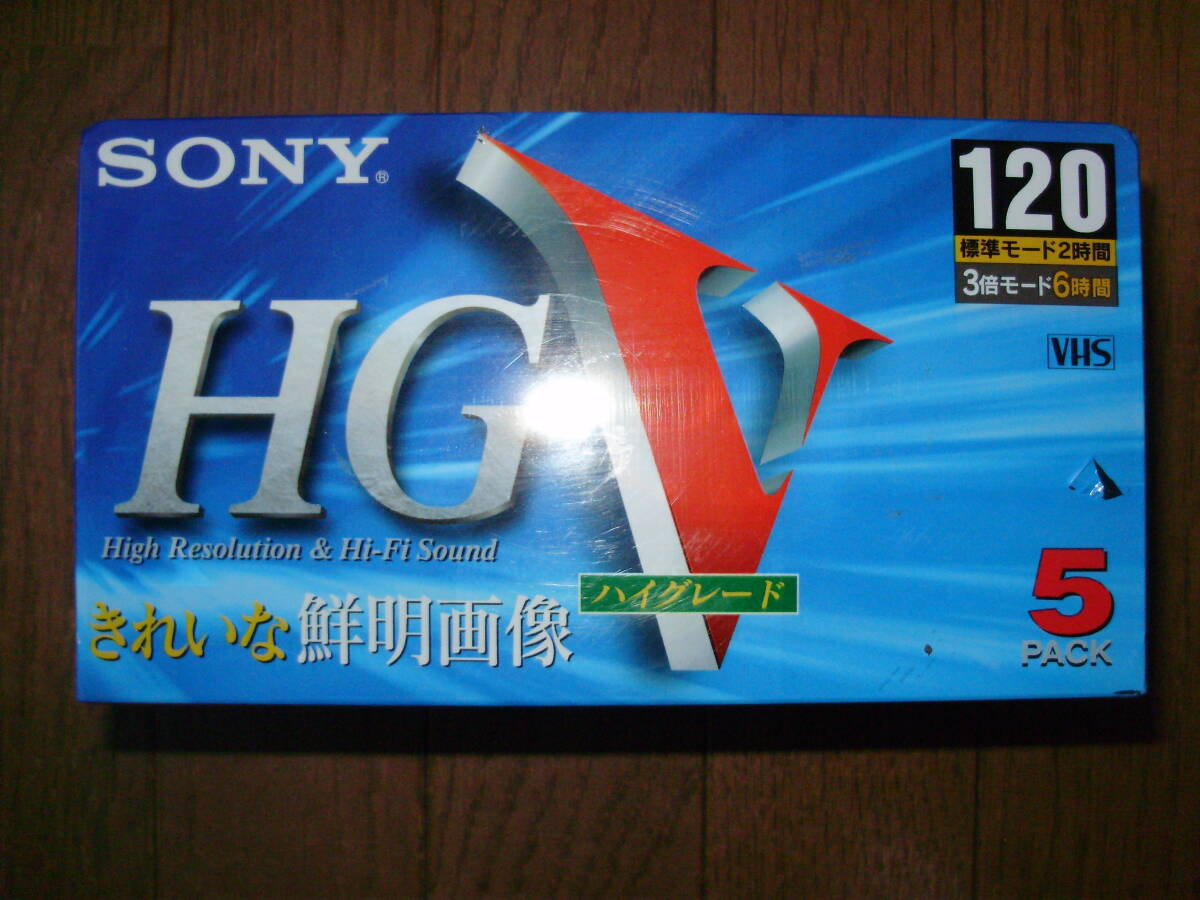 SONY®
120
標準モード2時間
3倍モード6時間
VHS
HGV
High Resolution & Hi-Fi Sound
ハイグレード
きれいな鮮明画像
5
PACK